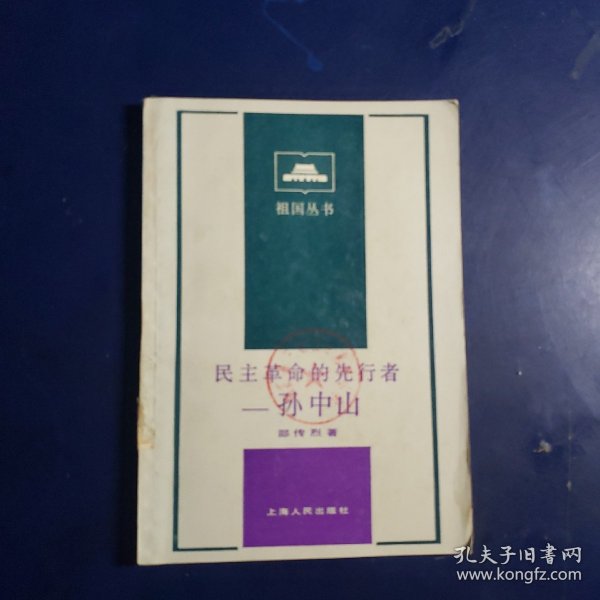 祖国丛书
民主革命的先行者
—孙中山
邵传烈著
上海人民出版社
孔夫子旧書网
www.kongfz.com